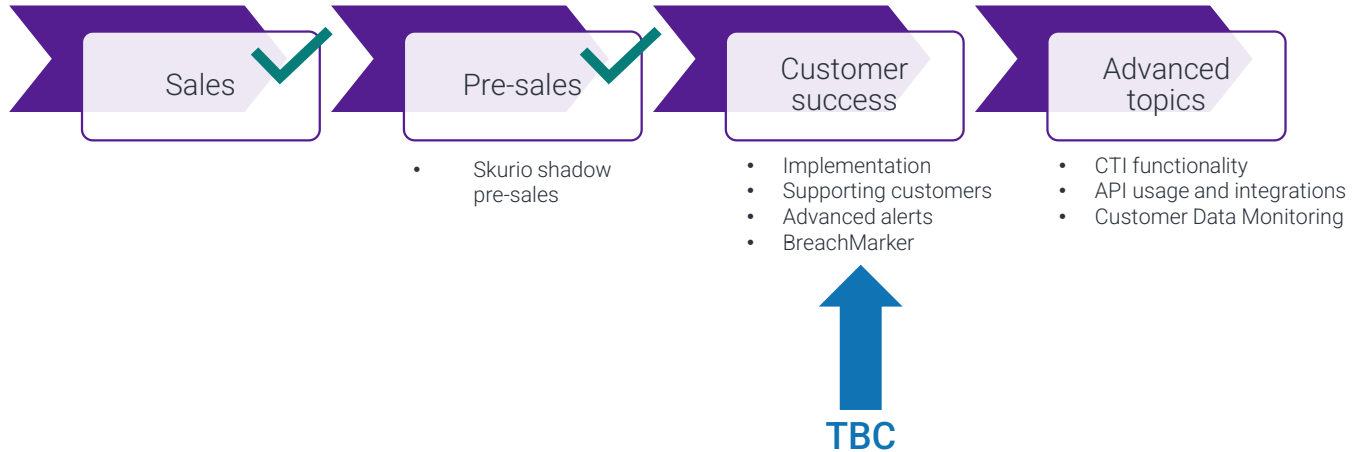 Sales
Pre-sales
Customer
success
Advanced
topics
• Skurio shadow
pre-sales
• Implementation
• Supporting customers
• Advanced alerts
• BreachMarker
• CTI functionality
• API usage and integrations
• Customer Data Monitoring
TBC